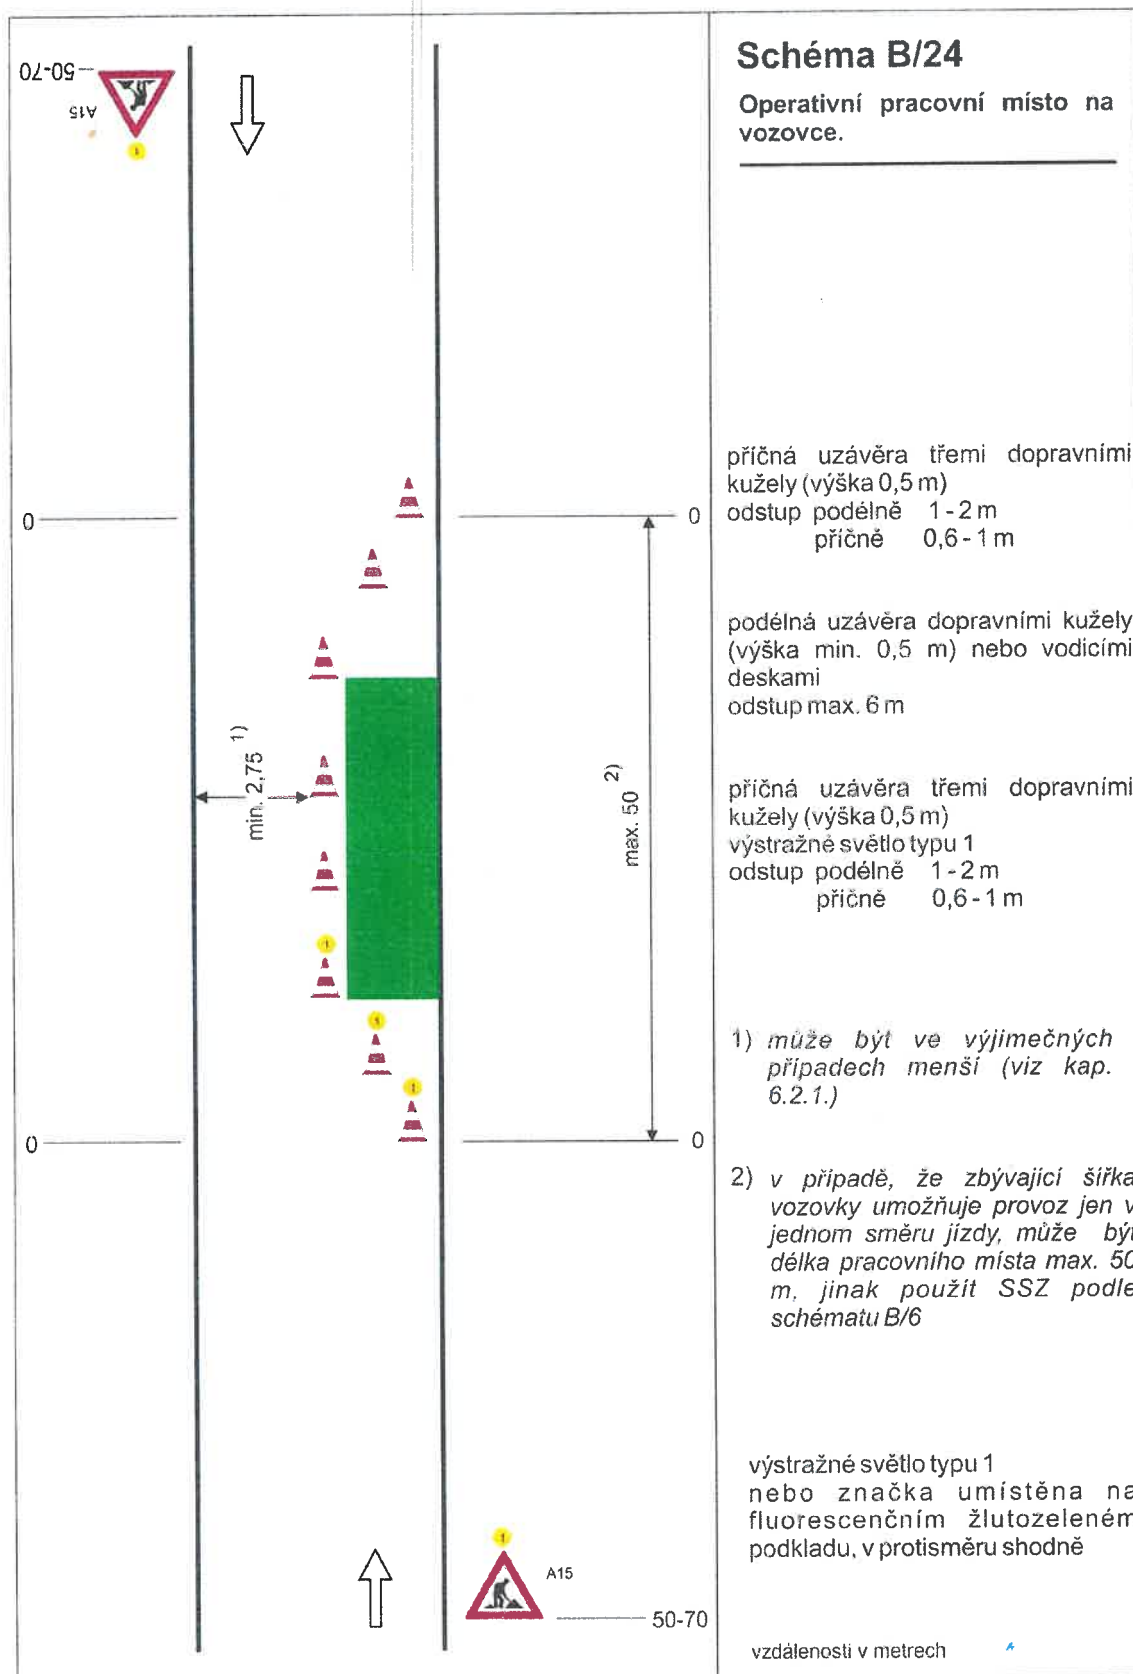 Schéma B/24
Operativní pracovní místo na
vozovce.
50-70
A15
1
příčná uzávěra třemi dopravními
kužely (výška 0,5 m)
odstup podélně 1 - 2 m
příčně 0,6 - 1 m
0
0
podélná uzávěra dopravními kužely
(výška min. 0,5 m) nebo vodicími
deskami
odstup max. 6 m
min. 2,75 1)
max. 50 2)
příčná uzávěra třemi dopravními
kužely (výška 0,5 m)
výstražné světlo typu 1
odstup podélně 1 - 2 m
příčně 0,6 - 1 m
1
1
1
0
0
1) může být ve výjimečných
případech menší (viz kap.
6.2.1.)
2) v případě, že zbývající šířka
vozovky umožňuje provoz jen v
jednom směru jízdy, může být
délka pracovního místa max. 50
m, jinak použít SSZ podle
schématu B/6
výstražné světlo typu 1
nebo značka umístěna na
fluorescenčním žlutozeleném
podkladu, v protisměru shodně
1
A15
50-70
vzdálenosti v metrech